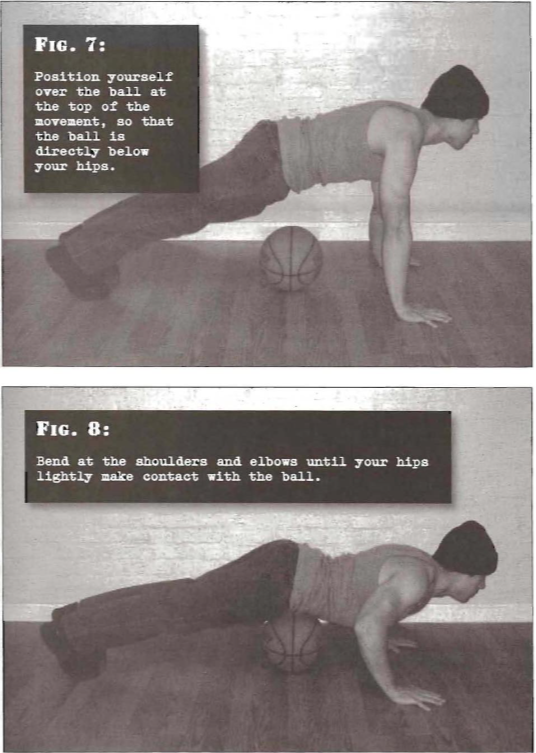 FIG. 7:
Position yourself
over the ball at
the top of the
movement, so that
the ball is
directly below
your hips.
FIG. 8:
Bend at the shoulders and elbows until your hips
lightly make contact with the ball.